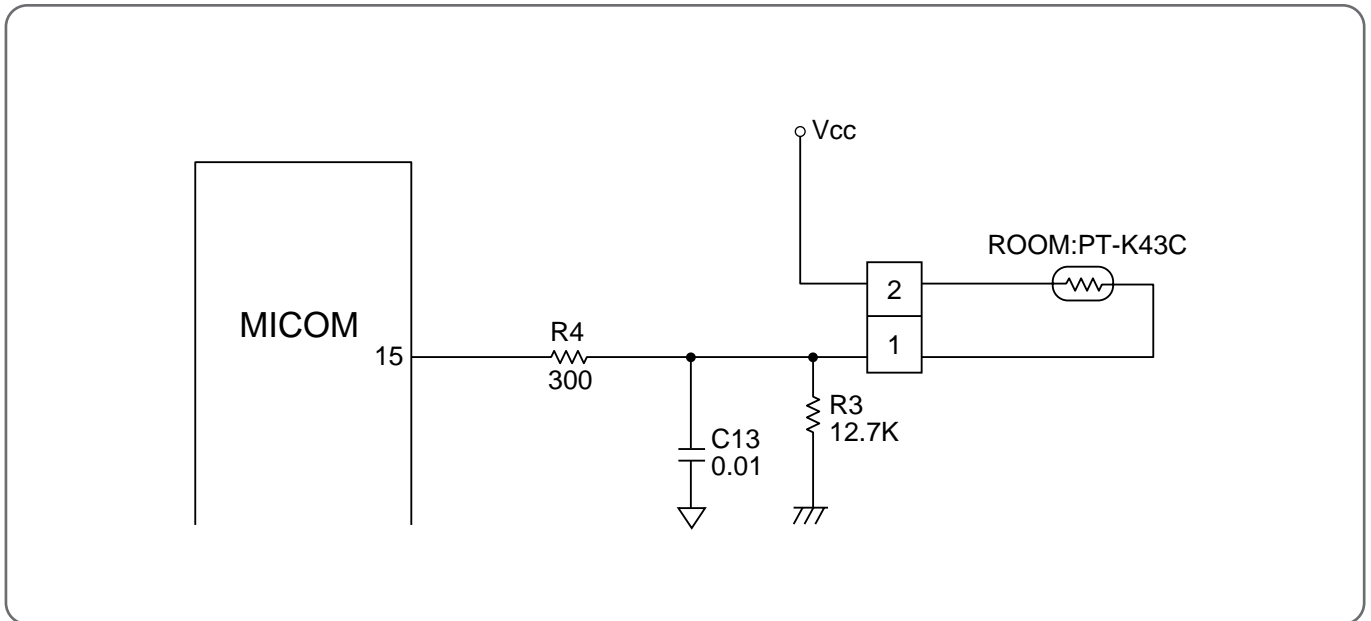 Vcc
ROOM:PT-K43C
2
MICOM
15
R4
300
1
R3
12.7K
C13
0.01